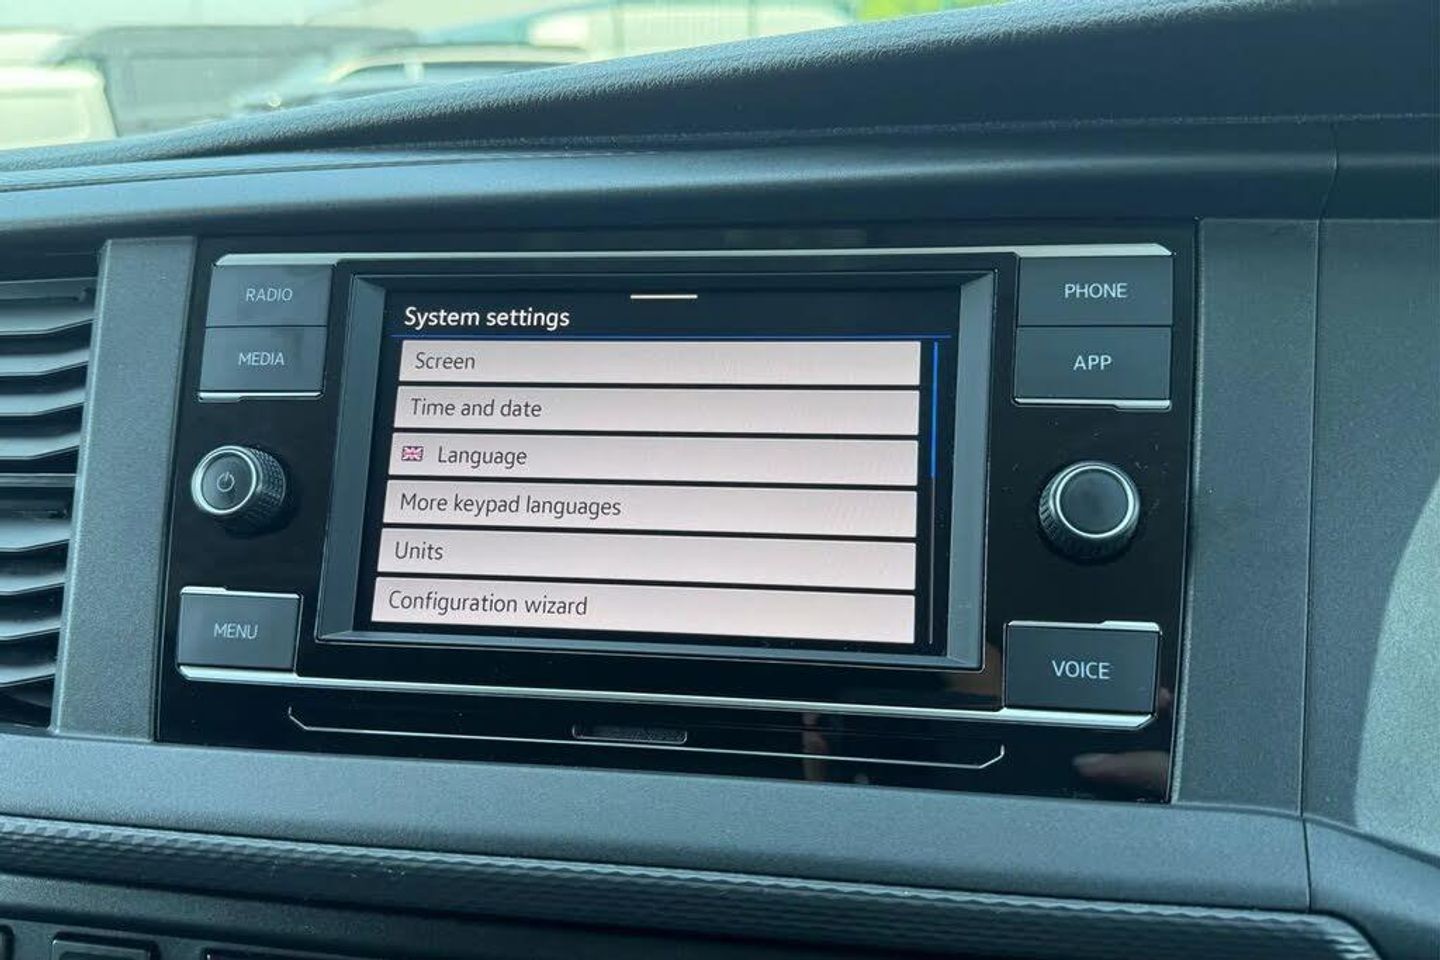 RADIO
MEDIA
MENU
System settings
Screen
Time and date
Language
More keypad languages
Units
Configuration wizard
PHONE
APP
VOICE